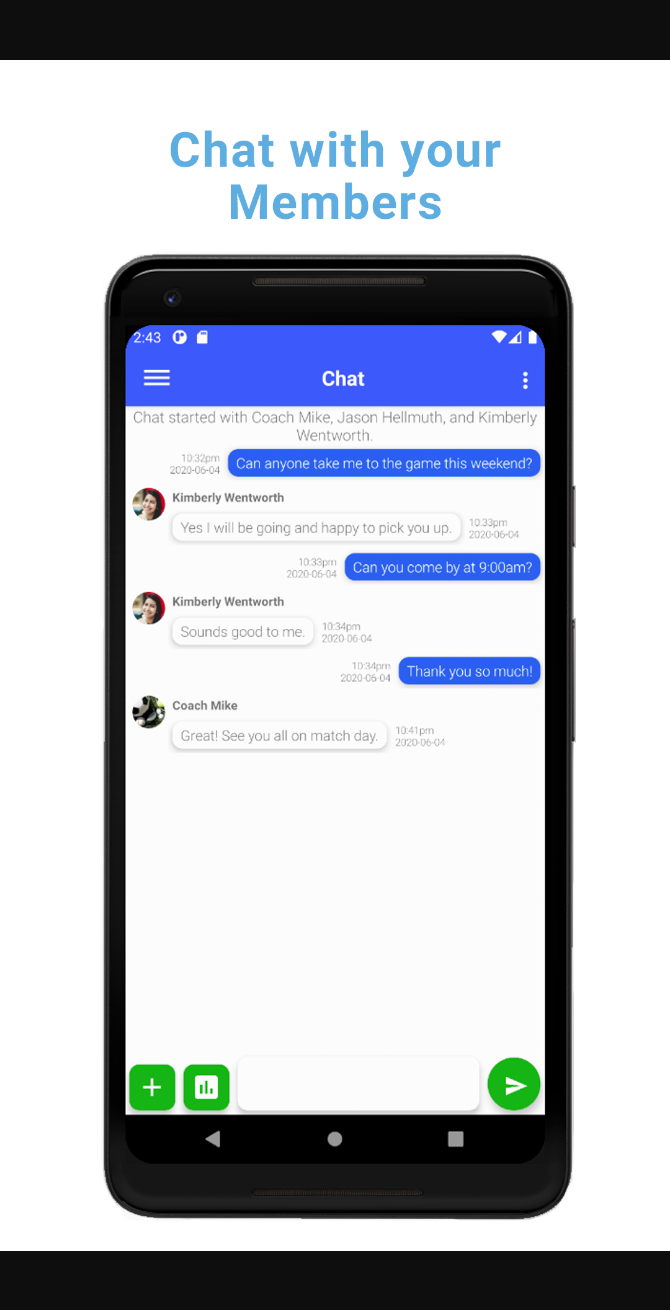 Chat with your
Members
2:43
Chat
Chat started with Coach Mike, Jason Hellmuth, and Kimberly
Wentworth.
10:32pm
2020-06-04
Can anyone take me to the game this weekend?
Kimberly Wentworth
Yes I will be going and happy to pick you up.
10:33pm
2020-06-04
10:33pm
2020-06-04
Can you come by at 9:00am?
Kimberly Wentworth
Sounds good to me.
10:34pm
2020-06-04
10:34pm
2020-06-04
Thank you so much!
Coach Mike
Great! See you all on match day.
10:41pm
2020-06-04